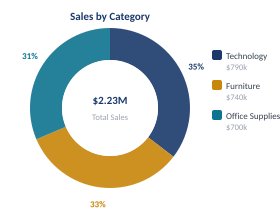 Sales by Category
31%
35%
$2.23M
Total Sales
33%
Technology
$790k
Furniture
$740k
Office Supplies
$700k